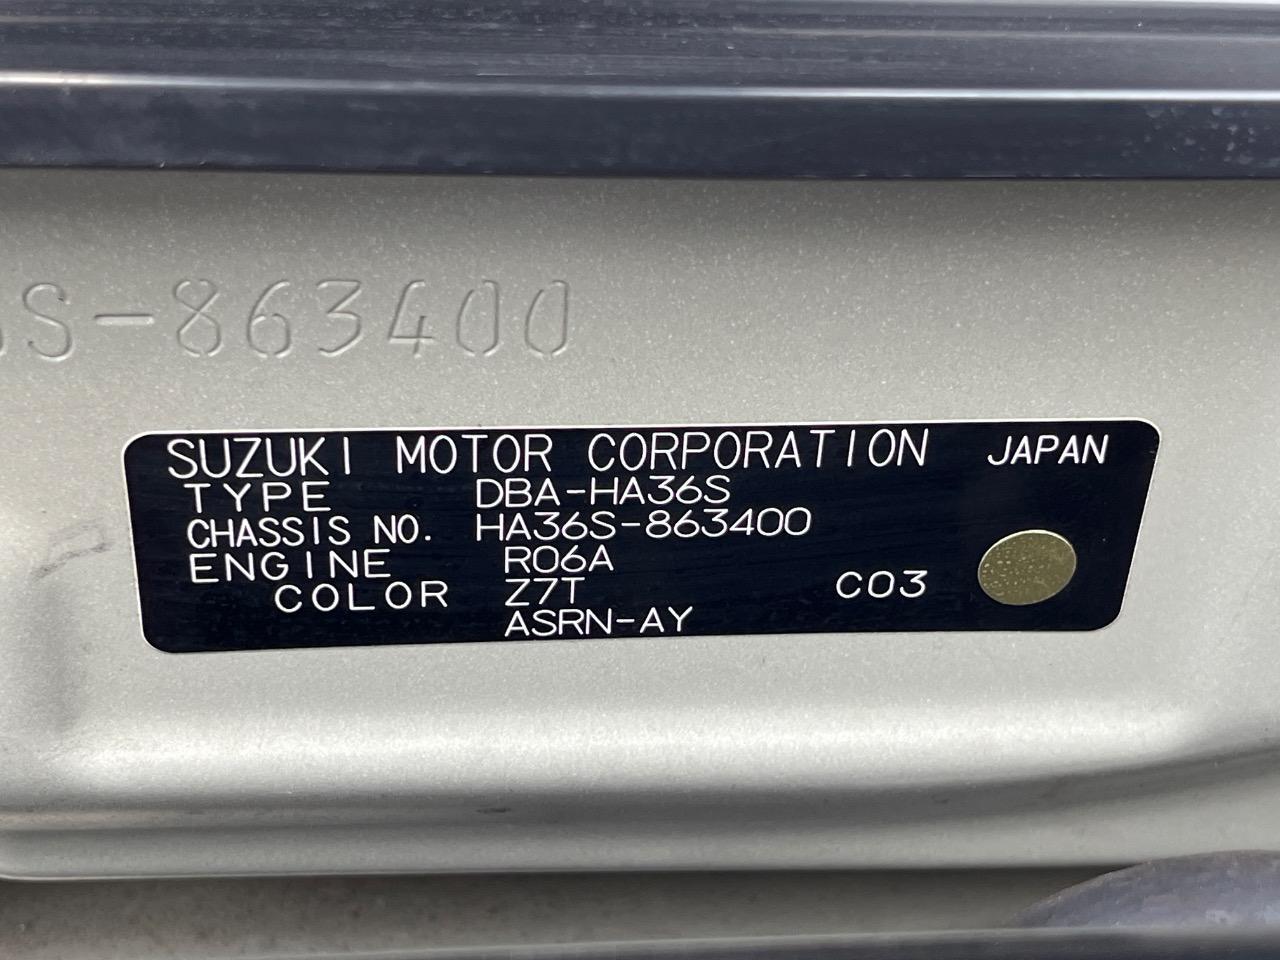 S-863400
SUZUKI MOTOR CORPORATION JAPAN
TYPE DBA-HA36S
CHASSIS NO. HA36S-863400
ENGINE R06A
COLOR Z7T C03
ASRN-AY